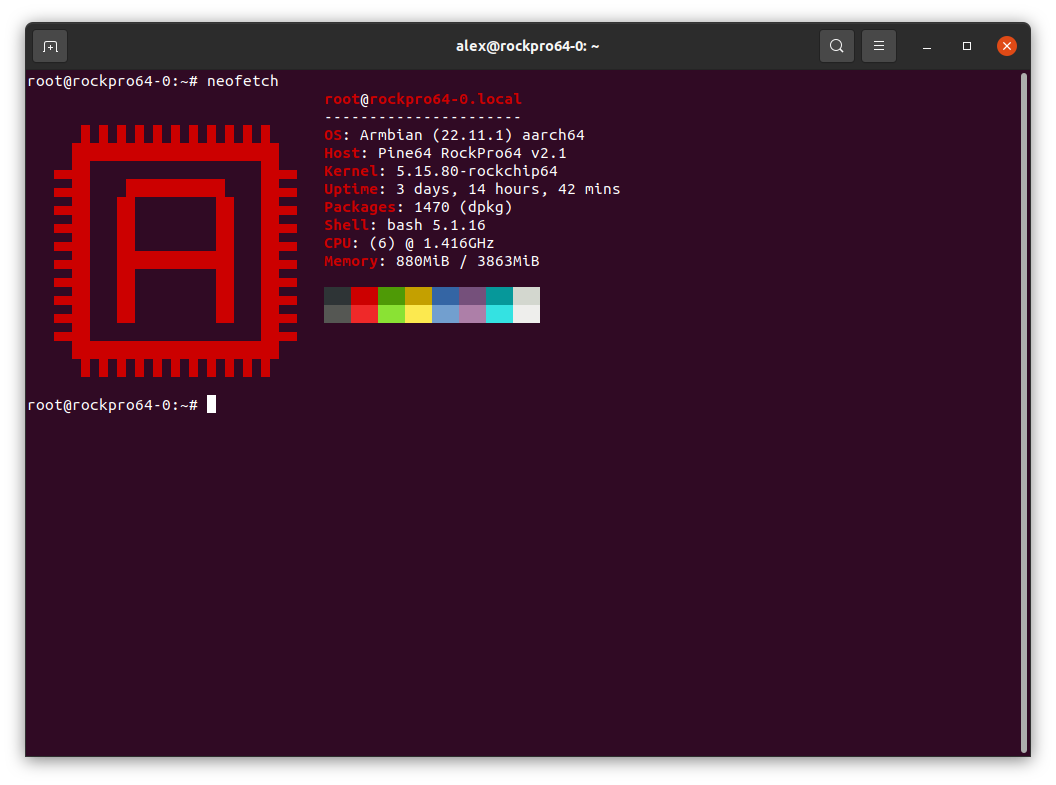 alex@rockpro64-0: ~
root@rockpro64-0:~# neofetch
root@rockpro64-0.local
----------------------
OS: Armbian (22.11.1) aarch64
Host: Pine64 RockPro64 v2.1
Kernel: 5.15.80-rockchip64
Uptime: 3 days, 14 hours, 42 mins
Packages: 1470 (dpkg)
Shell: bash 5.1.16
CPU: (6) @ 1.416GHz
Memory: 880MiB / 3863MiB
root@rockpro64-0:~#